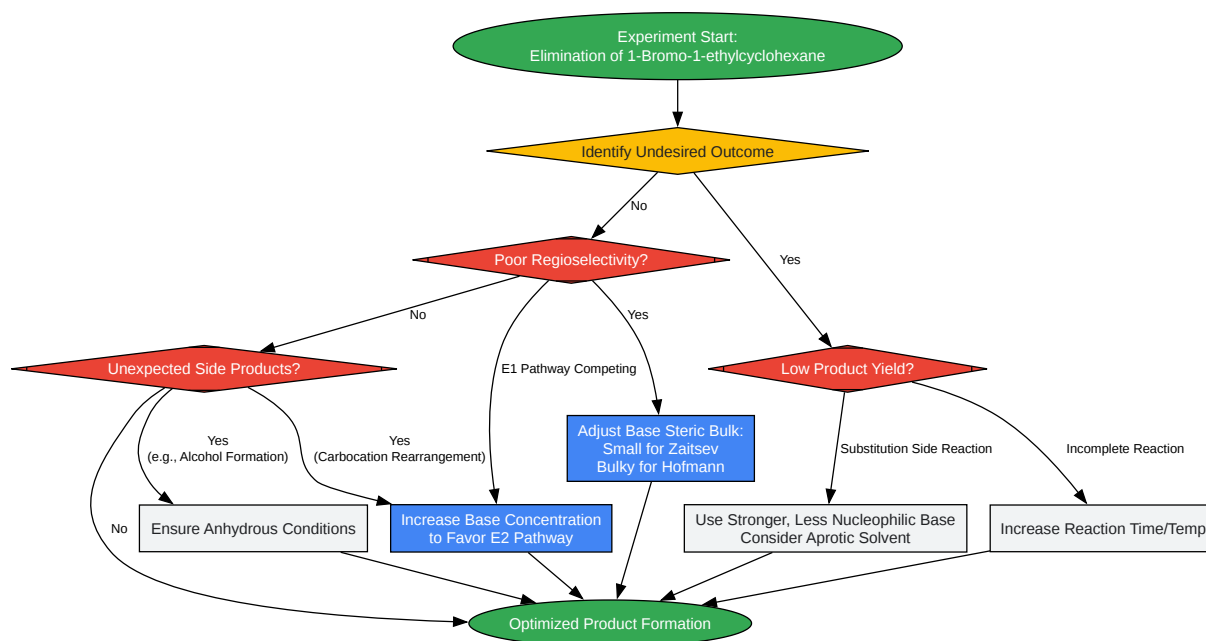 Experiment Start:
Elimination of 1-Bromo-1-ethylcyclohexane
Identify Undesired Outcome
No
Yes
Poor Regioselectivity?
No
Yes
E1 Pathway Competing
Unexpected Side Products?
Low Product Yield?
Yes
(e.g., Alcohol Formation)
Yes
(Carbocation Rearrangement)
Adjust Base Steric Bulk:
Small for Zaitsev
Bulky for Hofmann
Substitution Side Reaction
Incomplete Reaction
No
Ensure Anhydrous Conditions
Increase Base Concentration
to Favor E2 Pathway
Use Stronger, Less Nucleophilic Base
Consider Aprotic Solvent
Increase Reaction Time/Temp
Optimized Product Formation